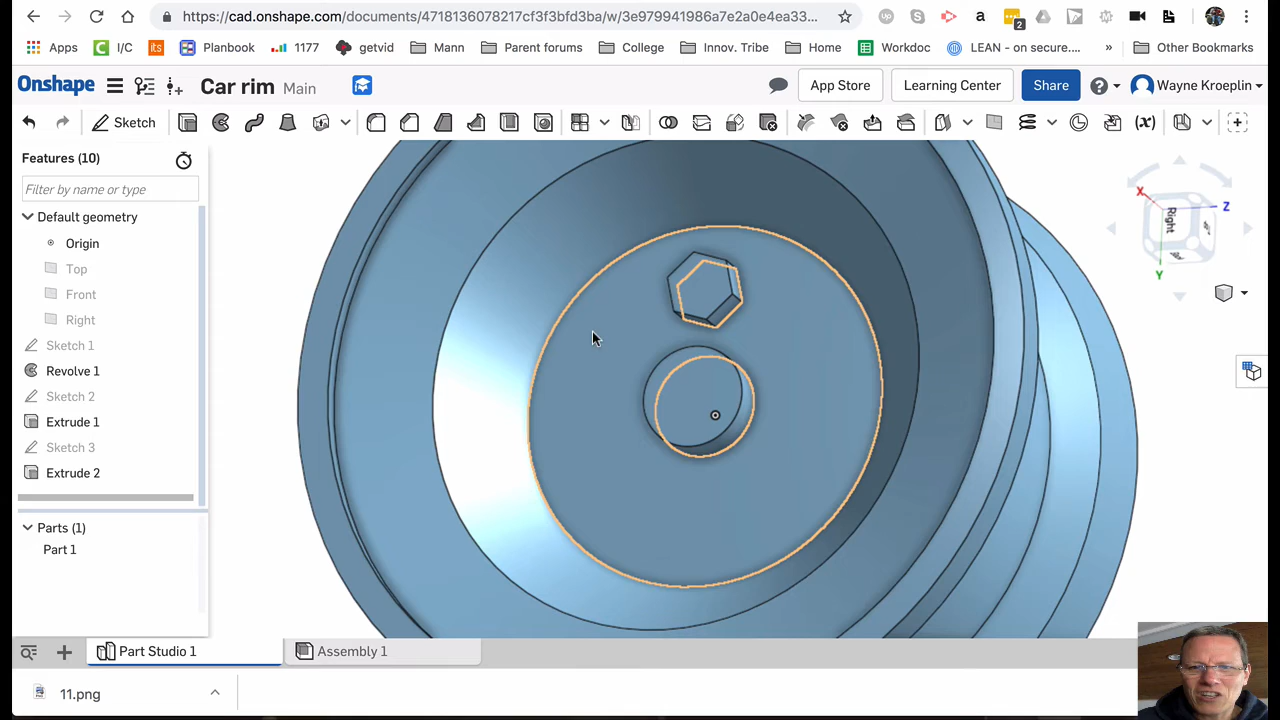 https://cad.onshape.com/documents/4718136078217cf3f3bfd3ba/w/3e979941986a7e2a0e4ea33...
2
Apps
C I/C
its
Planbook
1177
getvid
Mann
Parent forums
College
Innov. Tribe
Home
Workdoc
LEAN - on secure....
»
Other Bookmarks
Onshape
Car rim Main
App Store
Learning Center
Share
Wayne Kroeplin
Sketch
(x)
Features (10)
Filter by name or type
Default geometry
Origin
Top
Front
Right
Sketch 1
Revolve 1
Sketch 2
Extrude 1
Sketch 3
Extrude 2
Parts (1)
Part 1
X
Z
Right
Y
Part Studio 1
Assembly 1
11.png